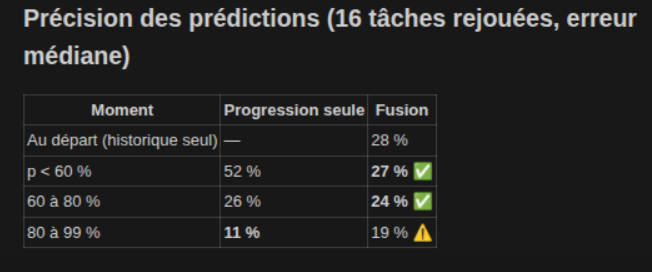 Précision des prédictions (16 tâches rejouées, erreur
médiane)
Moment Progression seule Fusion
Au départ (historique seul) — 28 %
p < 60 % 52 % 27 % ✅
60 à 80 % 26 % 24 % ✅
80 à 99 % 11 % 19 % ⚠️